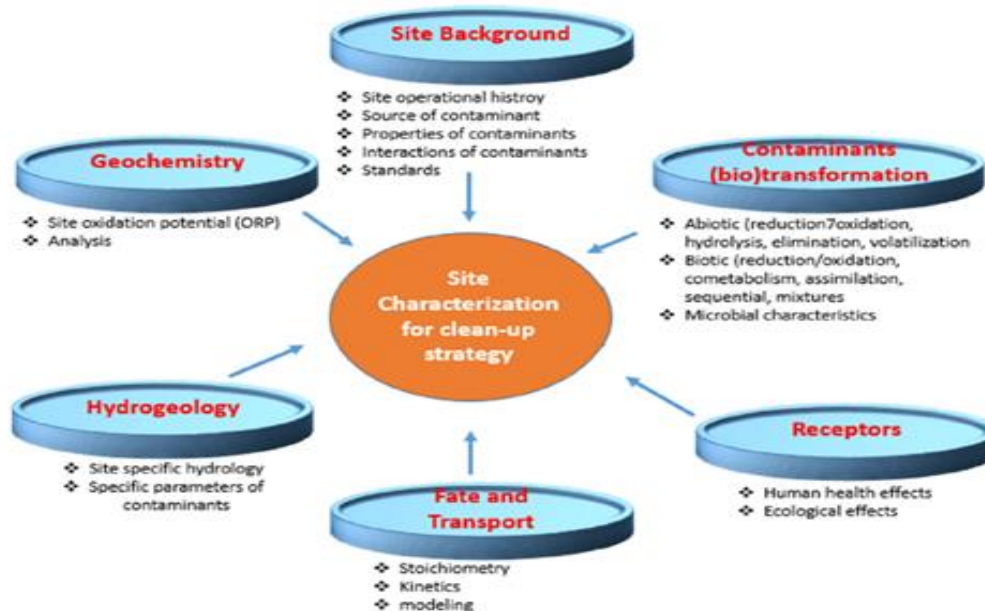 Site Background
❖ Site operational histroy
❖ Source of contaminant
❖ Properties of contaminants
❖ Interactions of contaminants
❖ Standards
Geochemistry
❖ Site oxidation potential (ORP)
❖ Analysis
Contaminants
(bio)transformation
❖ Abiotic (reduction7oxidation,
hydrolysis, elimination, volatilization
❖ Biotic (reduction/oxidation,
cometabolism, assimilation,
sequential, mixtures
❖ Microbial characteristics
Site
Characterization
for clean-up
strategy
Hydrogeology
❖ Site specific hydrology
❖ Specific parameters of
contaminants
Receptors
❖ Human health effects
❖ Ecological effects
Fate and
Transport
❖ Stoichiometry
❖ Kinetics
❖ modeling